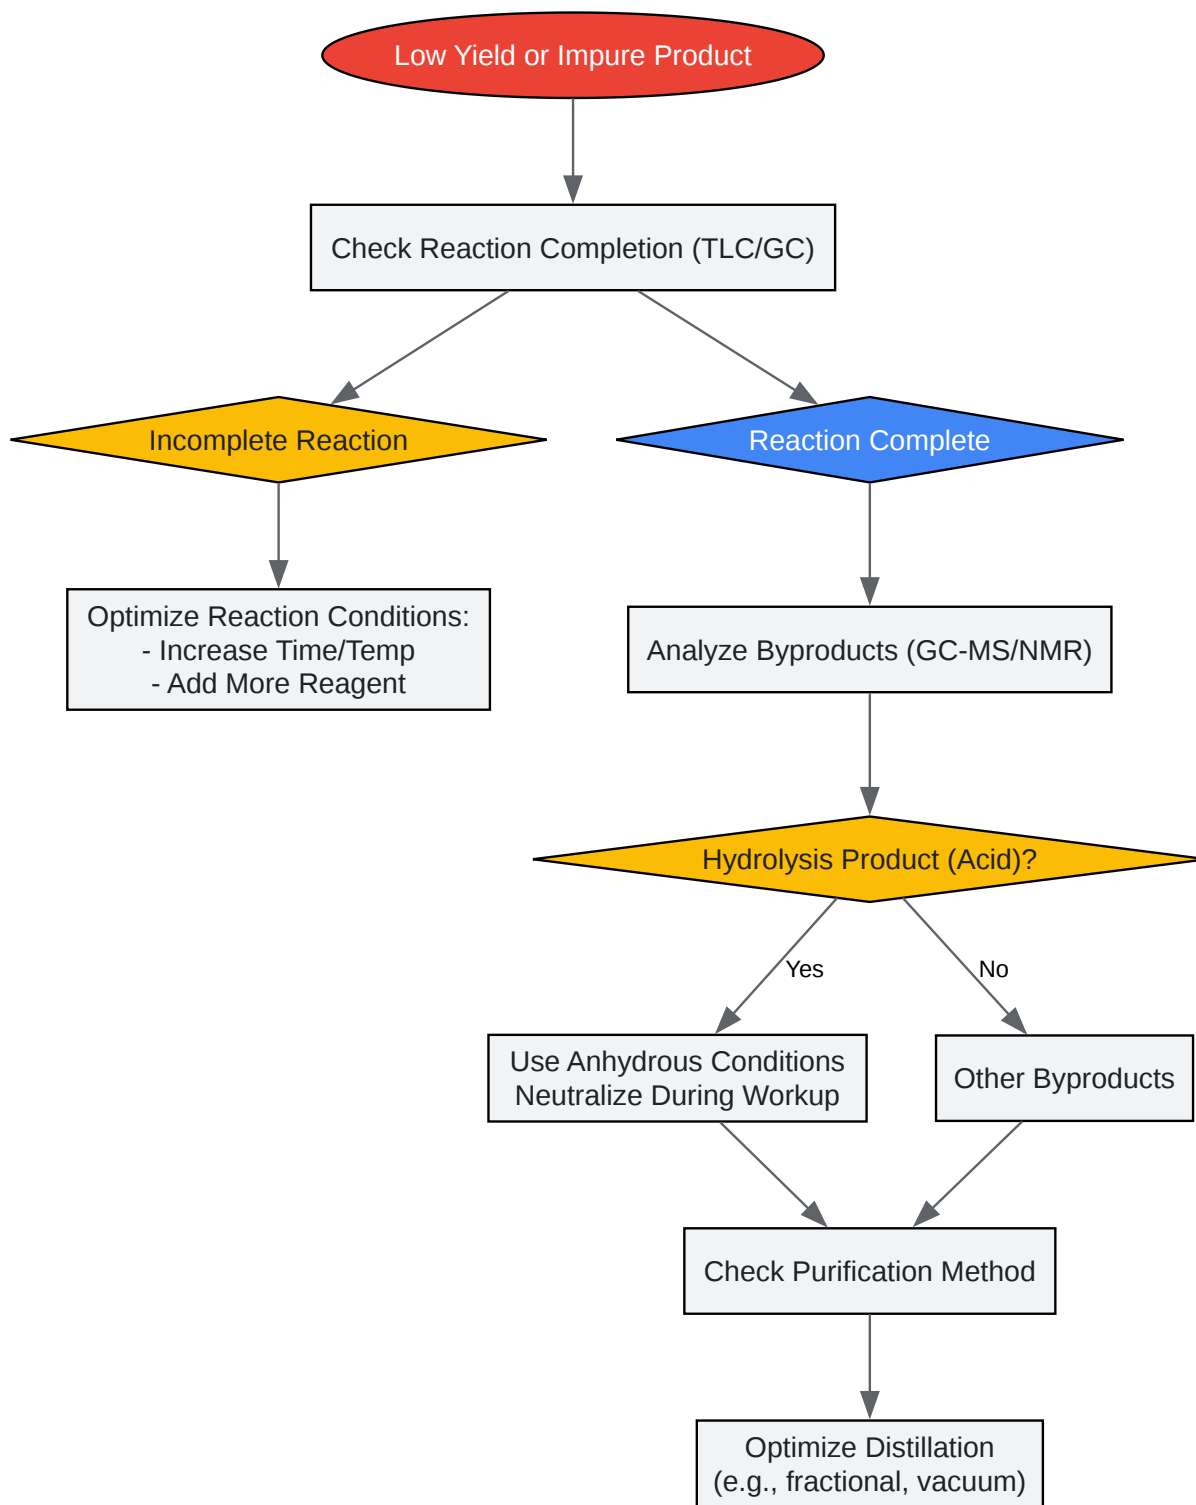 Low Yield or Impure Product
Check Reaction Completion (TLC/GC)
Incomplete Reaction
Reaction Complete
Optimize Reaction Conditions:
- Increase Time/Temp
- Add More Reagent
Analyze Byproducts (GC-MS/NMR)
Hydrolysis Product (Acid)?
Yes
No
Use Anhydrous Conditions
Neutralize During Workup
Other Byproducts
Check Purification Method
Optimize Distillation
(e.g., fractional, vacuum)